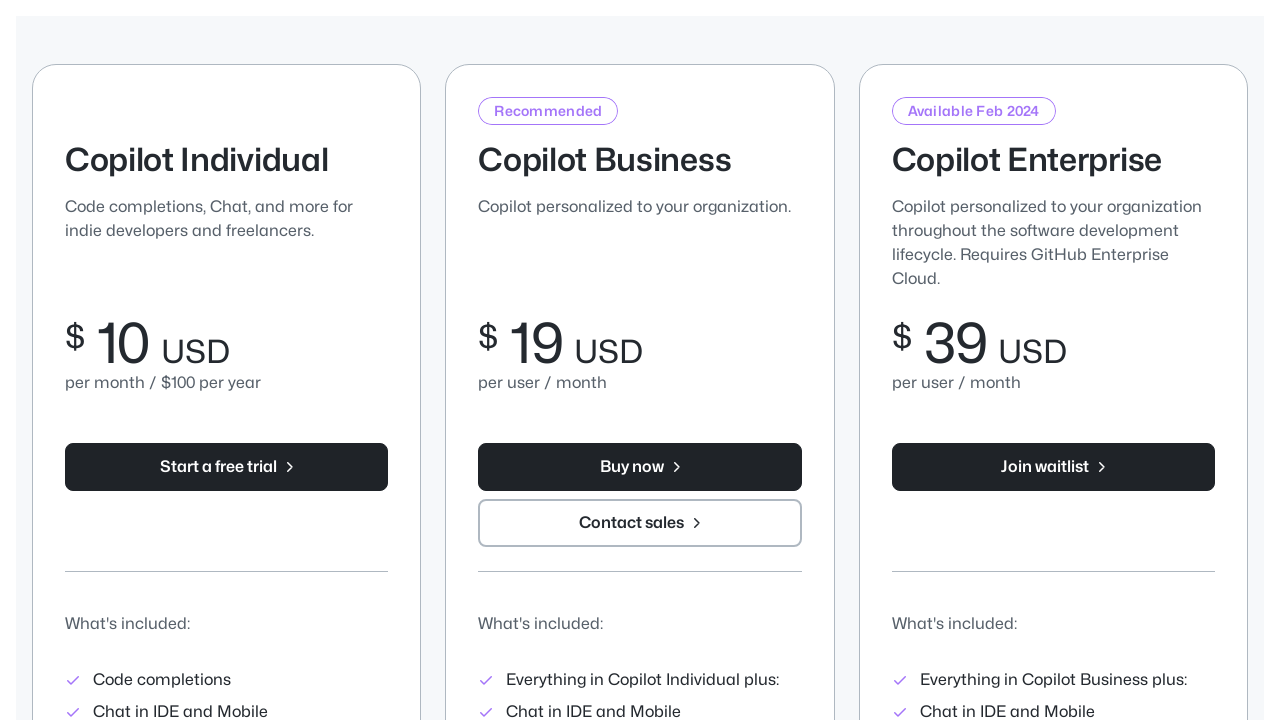 Copilot Individual
Code completions, Chat, and more for
indie developers and freelancers.
$ 10 USD
per month / $100 per year
Start a free trial
What's included:
Code completions
Chat in IDE and Mobile
Recommended
Copilot Business
Copilot personalized to your organization.
$ 19 USD
per user / month
Buy now
Contact sales
What's included:
Everything in Copilot Individual plus:
Chat in IDE and Mobile
Available Feb 2024
Copilot Enterprise
Copilot personalized to your organization
throughout the software development
lifecycle. Requires GitHub Enterprise
Cloud.
$ 39 USD
per user / month
Join waitlist
What's included:
Everything in Copilot Business plus:
Chat in IDE and Mobile